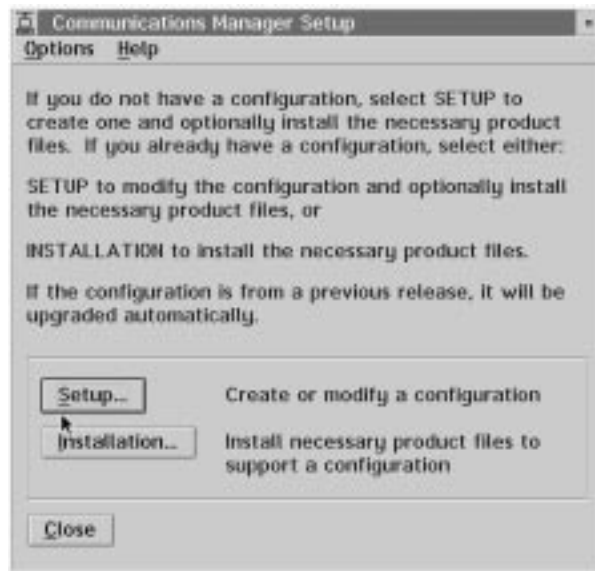 Communications Manager Setup
Options Help
If you do not have a configuration, select SETUP to
create one and optionally install the necessary product
files. If you already have a configuration, select either:
SETUP to modify the configuration and optionally install
the necessary product files, or
INSTALLATION to install the necessary product files.
If the configuration is from a previous release, it will be
upgraded automatically.
Setup... Create or modify a configuration
Installation... Install necessary product files to
support a configuration
Close